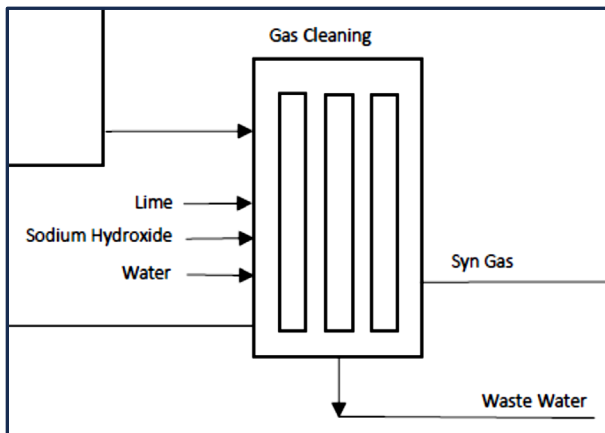 Gas Cleaning
Lime
Sodium Hydroxide
Water
Syn Gas
Waste Water